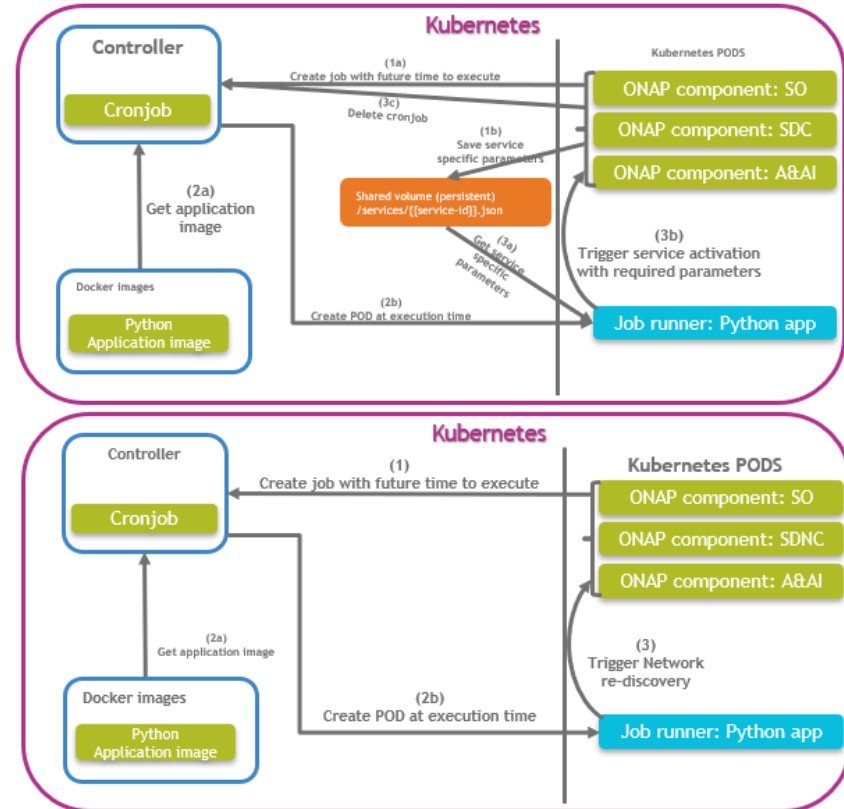 Kubernetes
Controller
Cronjob
(1a)
Create job with future time to execute
(3c)
Delete cronjob
(1b)
Save service
specific parameters
Kubernetes PODS
ONAP component: SO
ONAP component: SDC
ONAP component: A&AI
(2a)
Get application
image
Shared volume (persistent)
/services/{{service-id}}.json
(3a)
Get service
specific
parameters
(3b)
Trigger service activation
with required parameters
Docker images
Python
Application image
(2b)
Create POD at execution time
Job runner: Python app
Kubernetes
Controller
Cronjob
(1)
Create job with future time to execute
Kubernetes PODS
ONAP component: SO
ONAP component: SDNC
ONAP component: A&AI
(2a)
Get application image
(3)
Trigger Network
re-discovery
Docker images
Python
Application image
(2b)
Create POD at execution time
Job runner: Python app